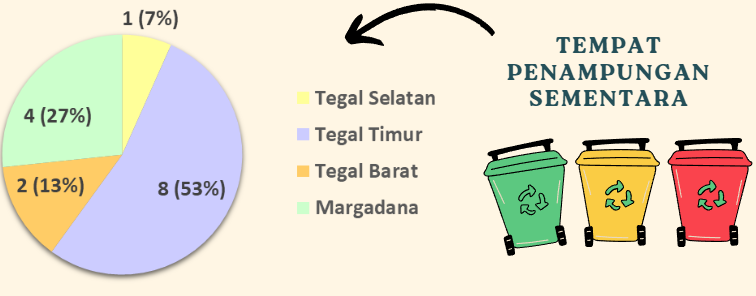 1 (7%)
4 (27%)
2 (13%)
8 (53%)
Tegal Selatan
Tegal Timur
Tegal Barat
Margadana
TEMPAT
PENAMPUNGAN
SEMENTARA